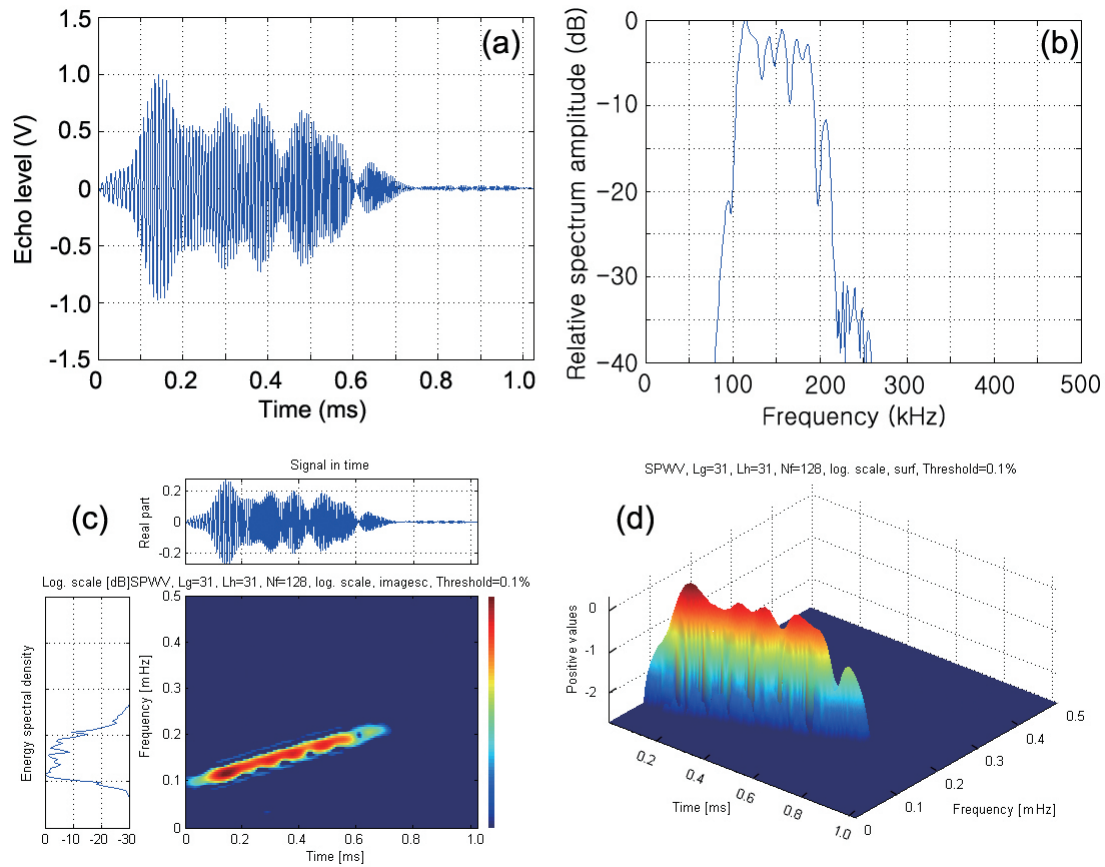 (a)
Echo level (V)
1.5
1.0
0.5
0
-0.5
-1.0
-1.5
0 0.2 0.4 0.6 0.8 1.0
Time (ms)
(b)
Relative spectrum amplitude (dB)
0
-10
-20
-30
-40
0 100 200 300 400 500
Frequency (kHz)
(c)
Signal in time
Real part
0.2
0
-0.2
Log. scale [dB]SPWV, Lg=31, Lh=31, Nf=128, log. scale, imagesc, Threshold=0.1%
Energy spectral density
0 -10 -20 -30
Frequency [mHz]
0.5
0.4
0.3
0.2
0.1
0
0 0.2 0.4 0.6 0.8 1.0
Time [ms]
(d)
SPWV, Lg=31, Lh=31, Nf=128, log. scale, surf, Threshold=0.1%
Positive values
0
-1
-2
0.2 0.4 0.6 0.8 1.0
Time [ms]
0 0.1 0.2 0.3 0.4 0.5
Frequency [mHz]